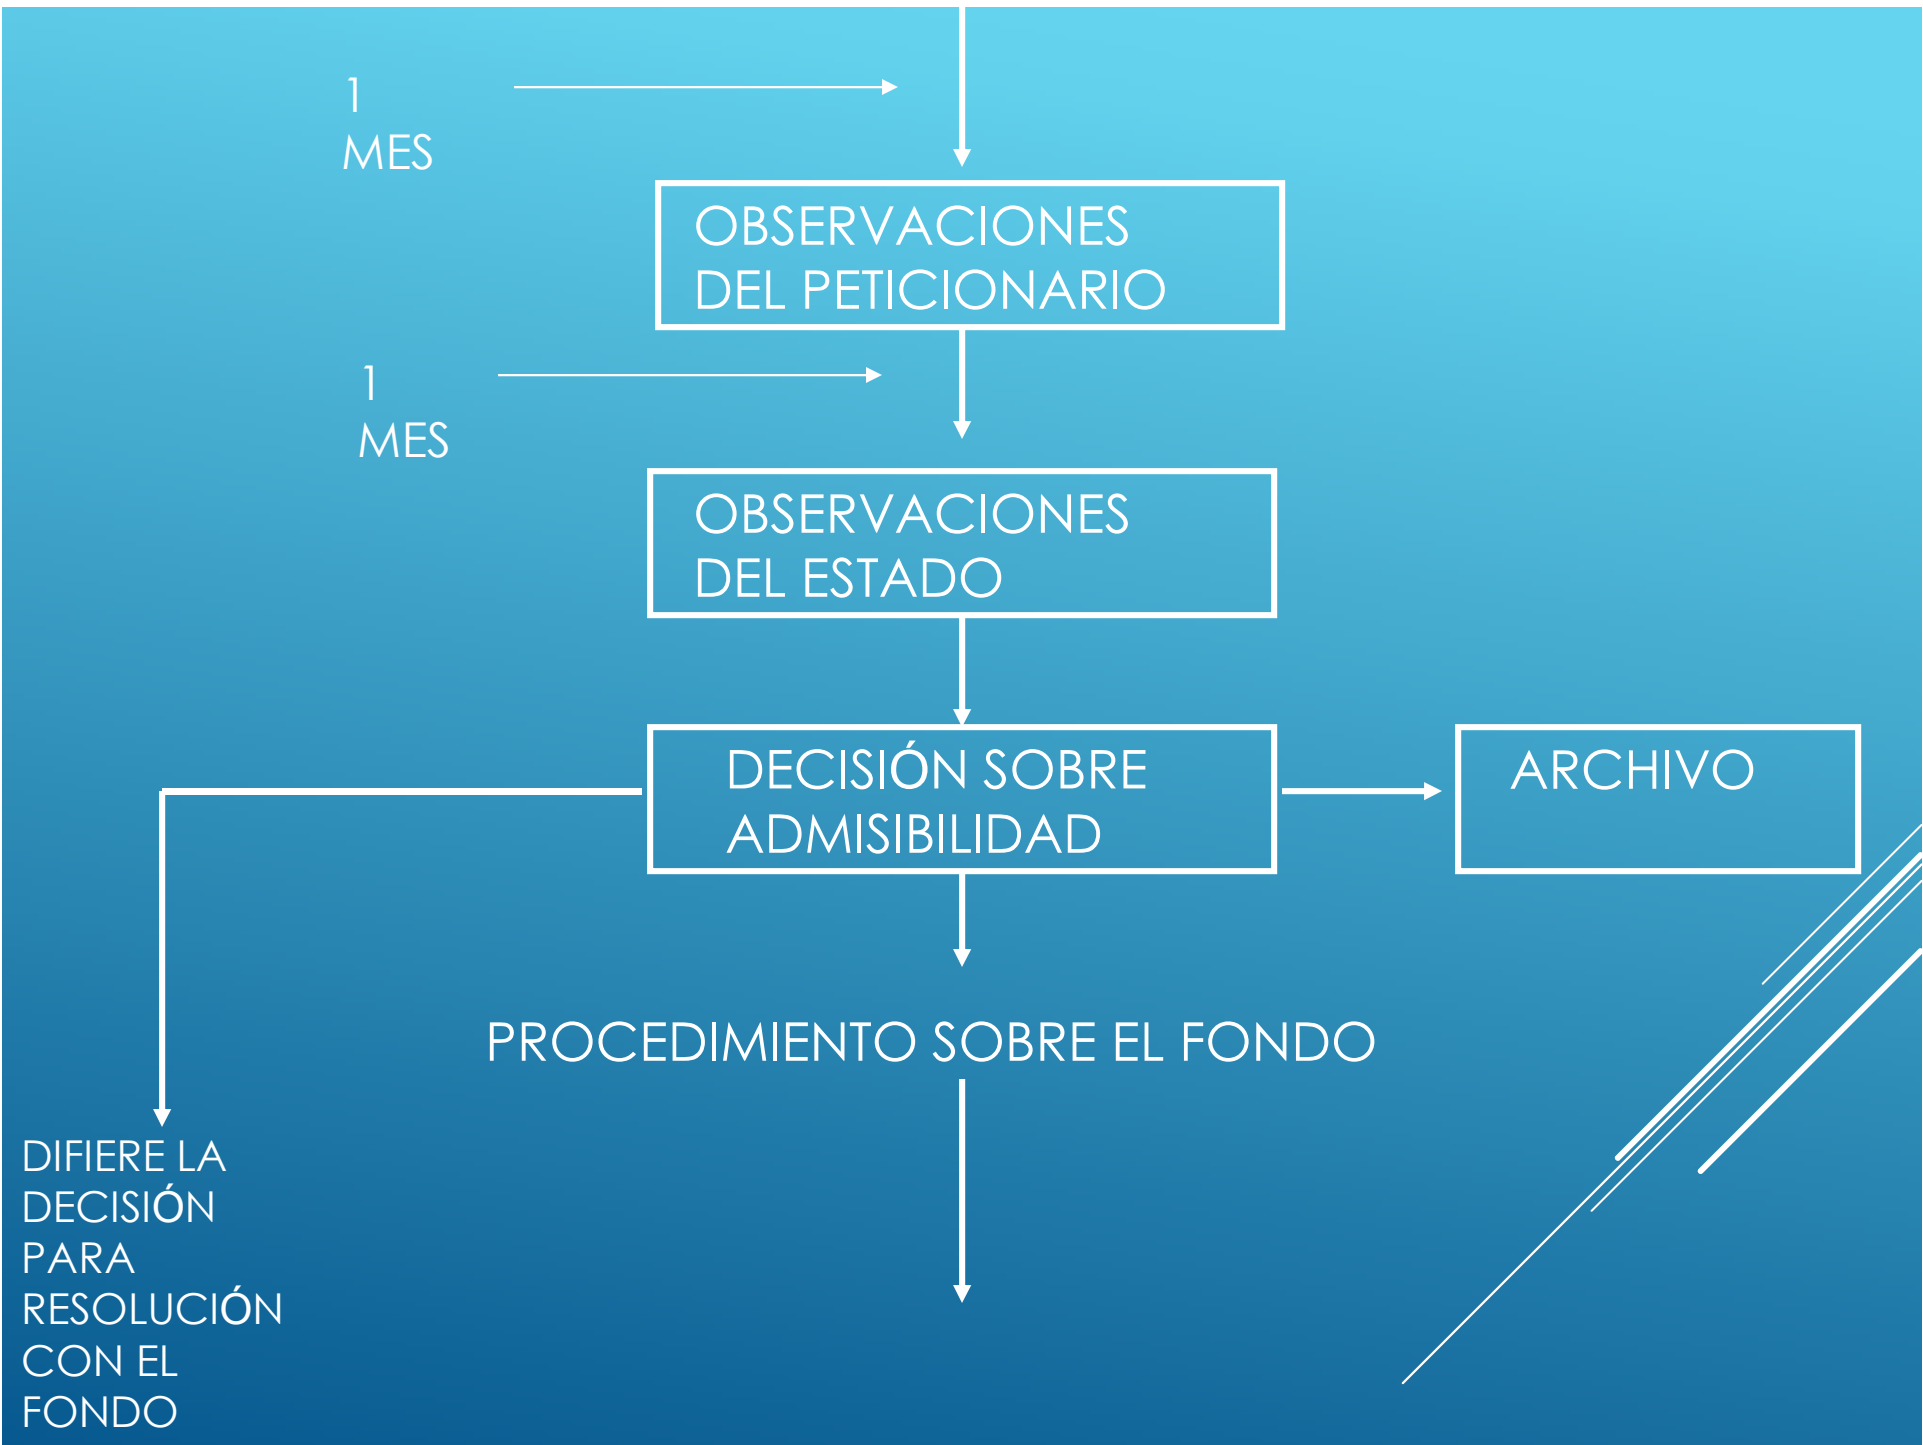 1
MES
OBSERVACIONES
DEL PETICIONARIO
1
MES
OBSERVACIONES
DEL ESTADO
DECISIÓN SOBRE
ADMISIBILIDAD
ARCHIVO
PROCEDIMIENTO SOBRE EL FONDO
DIFIERE LA
DECISIÓN
PARA
RESOLUCIÓN
CON EL
FONDO